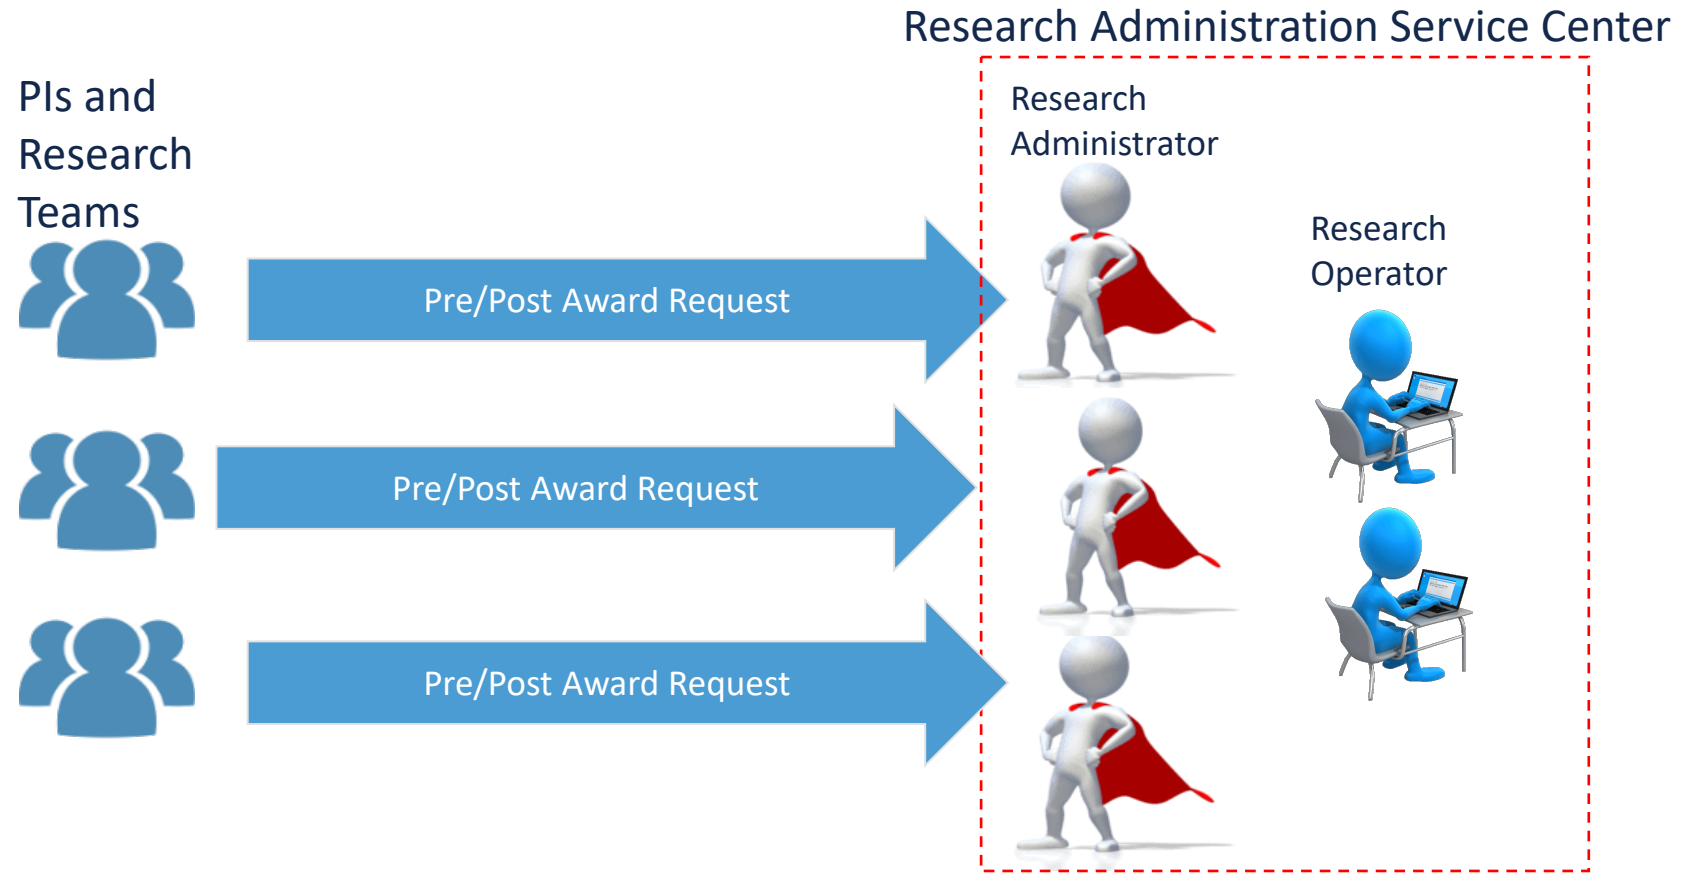 Research Administration Service Center
PIs and
Research
Teams
Research
Administrator
Research
Operator
Pre/Post Award Request
Pre/Post Award Request
Pre/Post Award Request